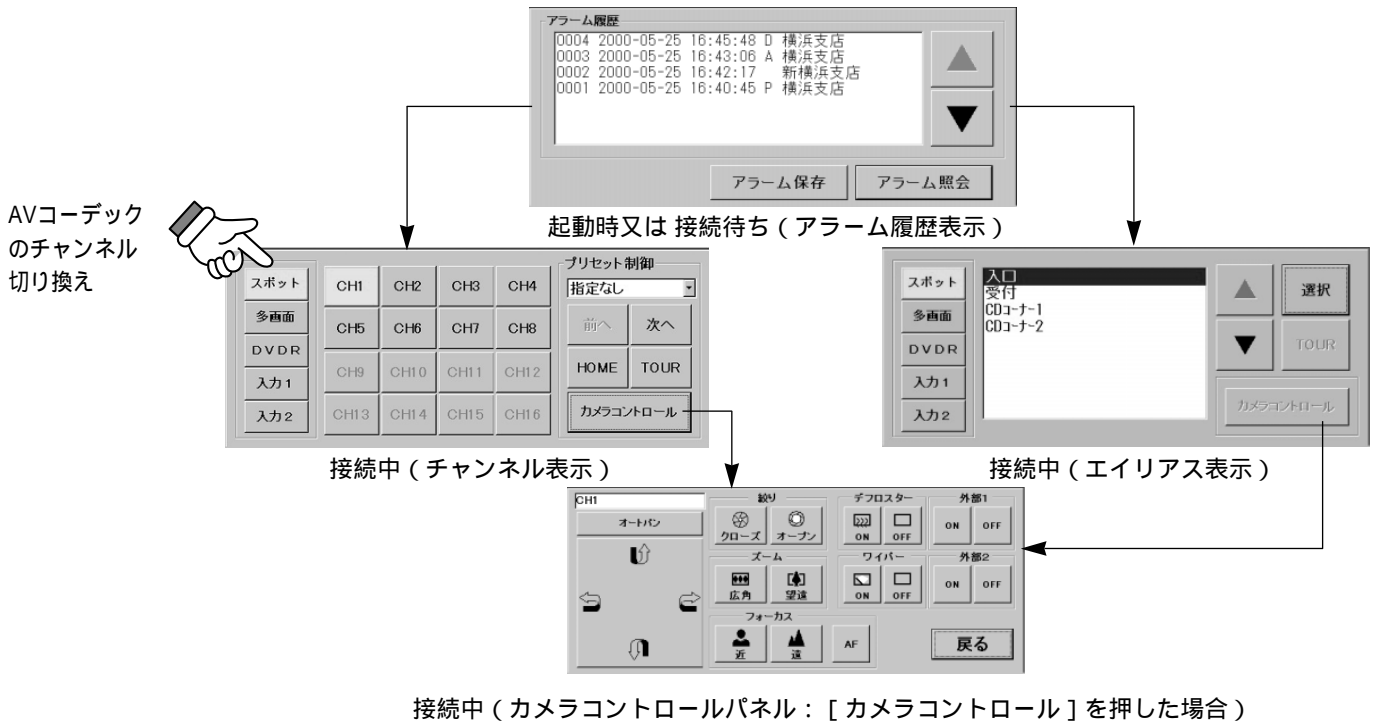 アラーム履歴
0004 2000-05-25 16:45:48 D 横浜支店
0003 2000-05-25 16:43:06 A 横浜支店
0002 2000-05-25 16:42:17 新横浜支店
0001 2000-05-25 16:40:45 P 横浜支店
アラーム保存 アラーム照会
起動時又は 接続待ち（アラーム履歴表示）
AVコーデック
のチャンネル
切り換え
スポット
多画面
DVDR
入力1
入力2
CH1 CH2 CH3 CH4
CH5 CH6 CH7 CH8
CH9 CH10 CH11 CH12
CH13 CH14 CH15 CH16
プリセット制御
指定なし
前へ 次へ
HOME TOUR
カメラコントロール
接続中（チャンネル表示）
スポット
多画面
DVDR
入力1
入力2
入口
受付
CDコーナー1
CDコーナー2
選択
TOUR
カメラコントロール
接続中（エイリアス表示）
CH1
オートパン
絞り
クローズ オープン
ズーム
広角 望遠
フォーカス
近 遠 AF
デフロスター
ON OFF
ワイパー
ON OFF
外部1
ON OFF
外部2
ON OFF
戻る
接続中（カメラコントロールパネル：［カメラコントロール］を押した場合）